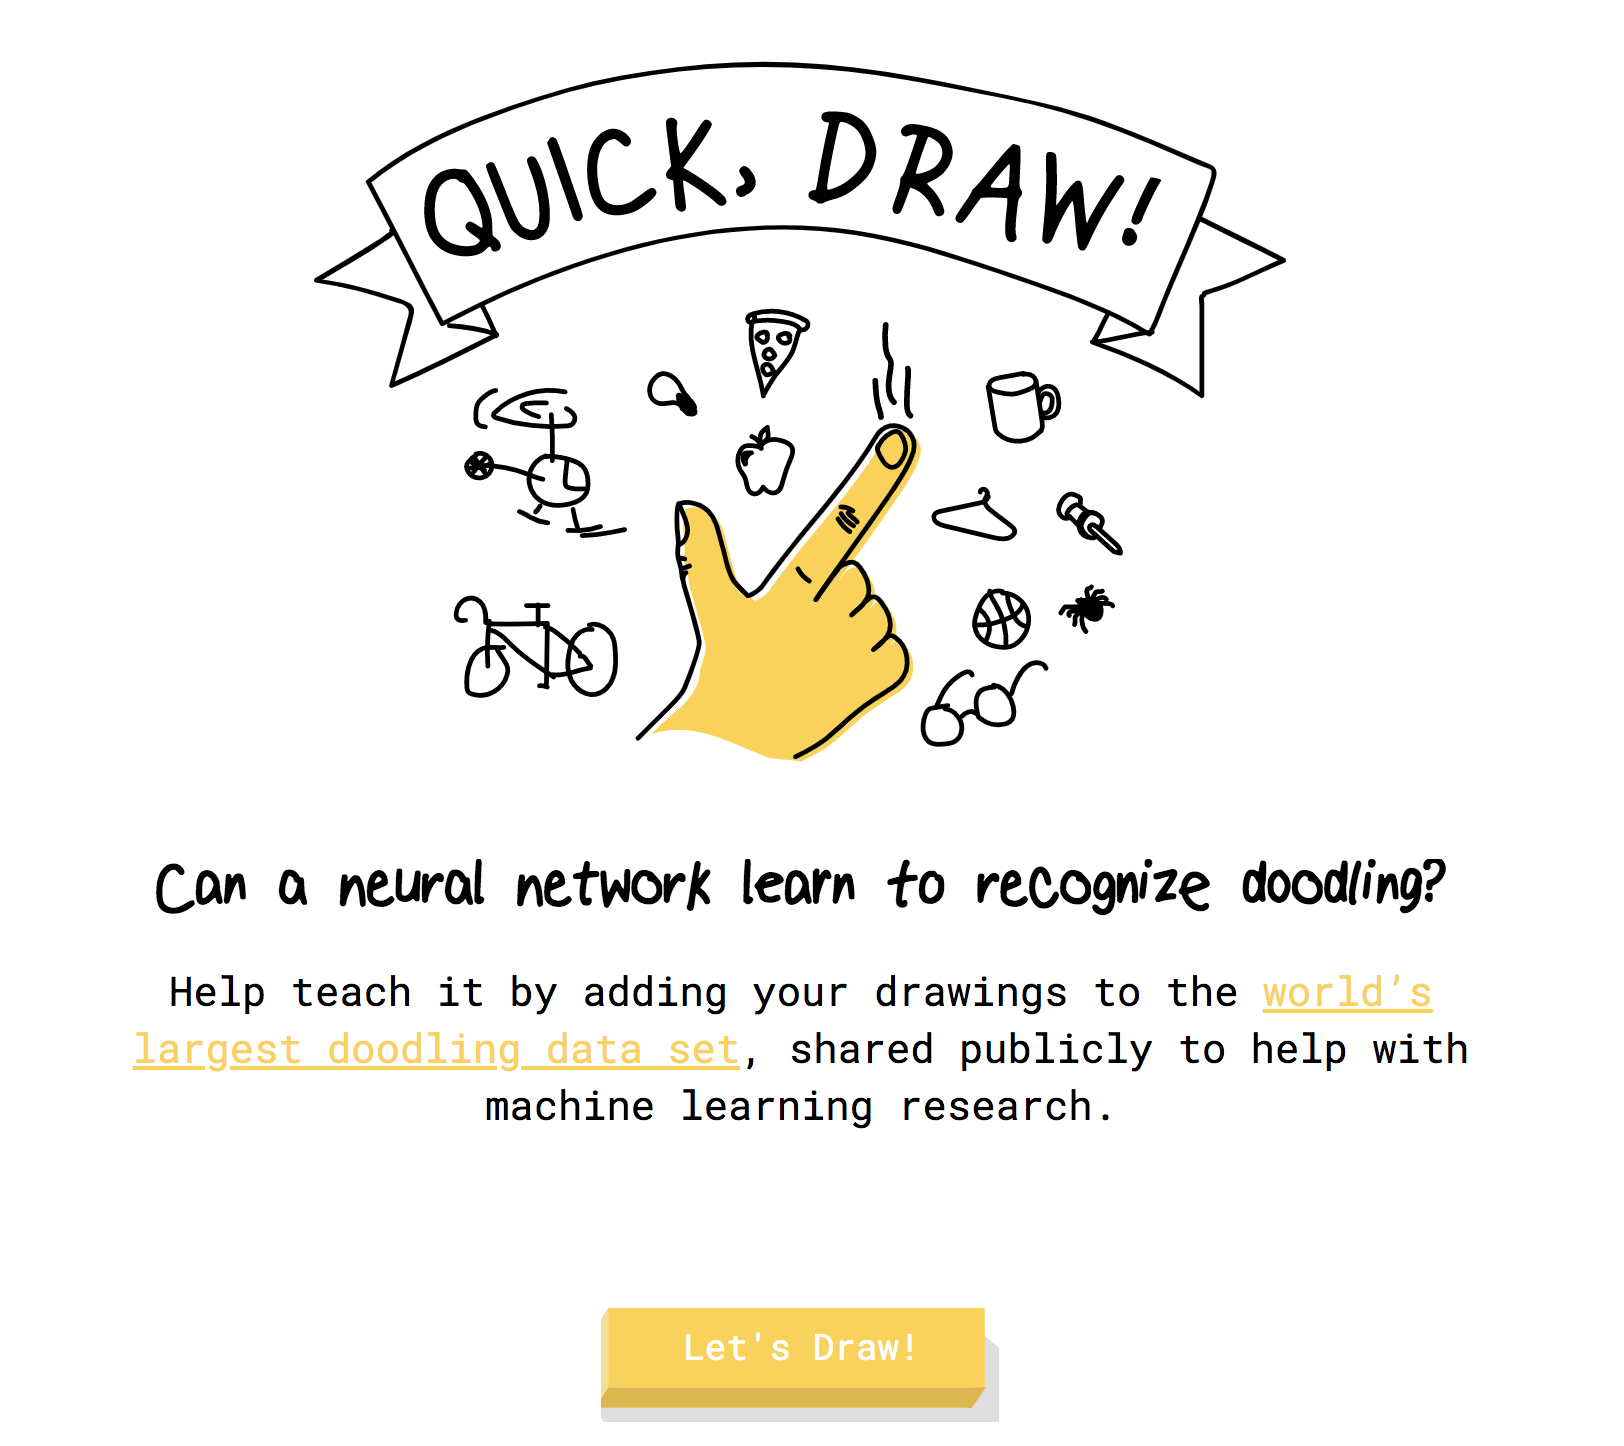 QUICK, DRAW!
Can a neural network learn to recognize doodling?
Help teach it by adding your drawings to the world’s
largest doodling data set, shared publicly to help with
machine learning research.
Let's Draw!